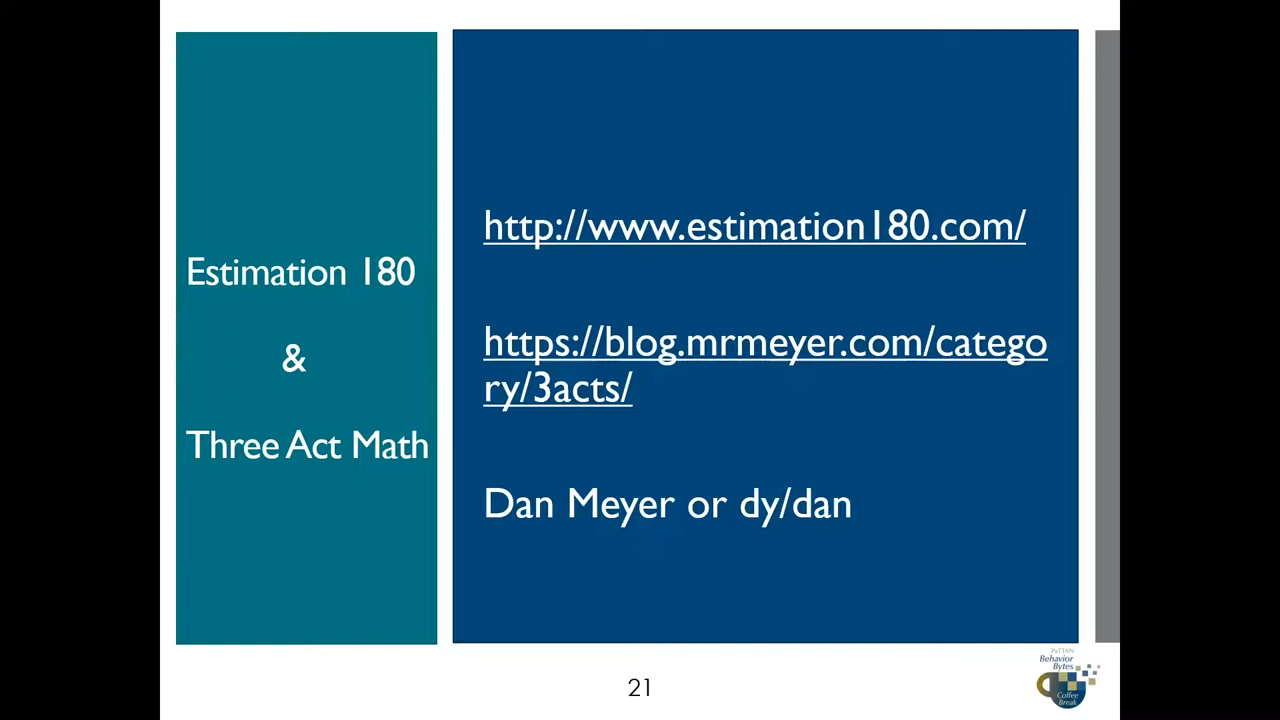 Estimation 180
&
Three Act Math
http://www.estimation180.com/
https://blog.mrmeyer.com/catego
ry/3acts/
Dan Meyer or dy/dan
21
PaTTAN
Behavior
Bytes
Coffee
Break